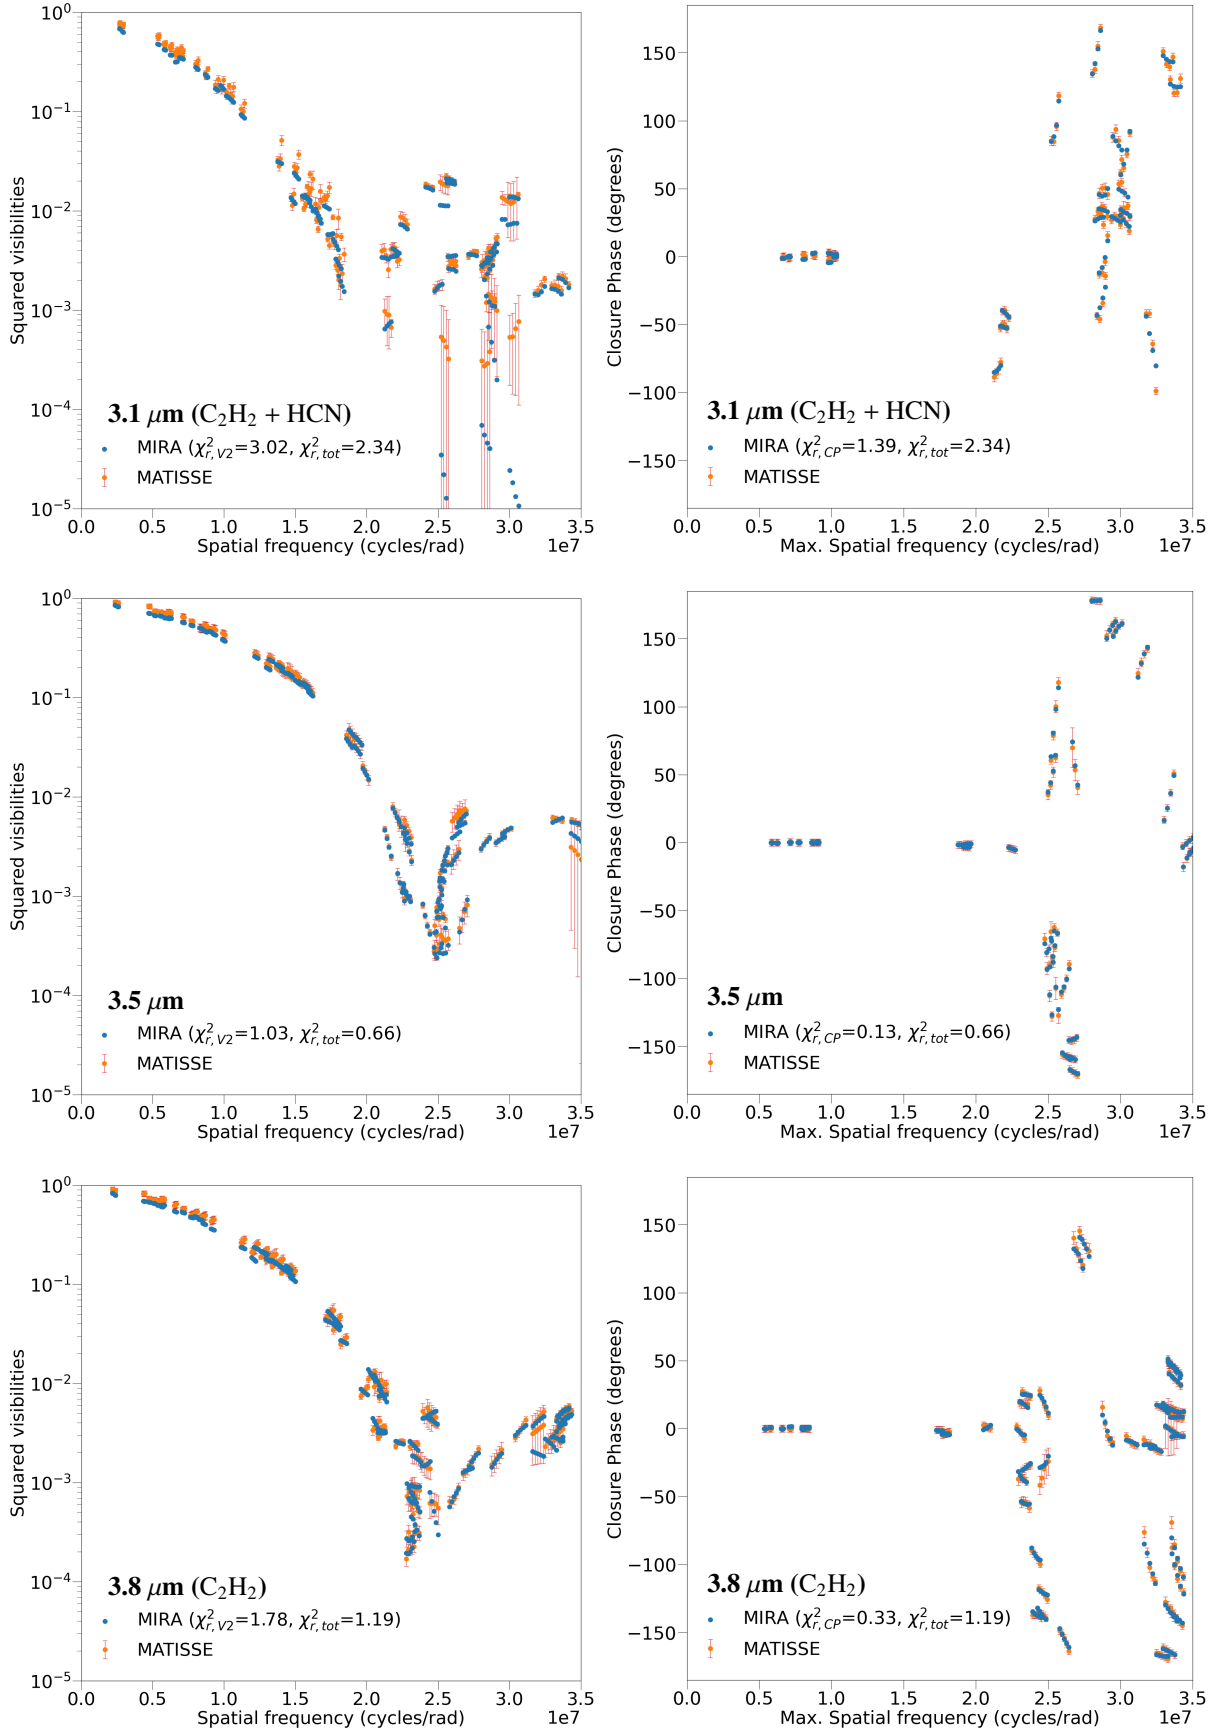 10⁰
10⁻¹
10⁻²
10⁻³
10⁻⁴
10⁻⁵
Squared visibilities
3.1 μm (C₂H₂ + HCN)
MIRA (χ²ᵣ,V2=3.02, χ²ᵣ,tot=2.34)
MATISSE
0.0 0.5 1.0 1.5 2.0 2.5 3.0 3.5
Spatial frequency (cycles/rad) 1e7
150
100
50
0
−50
−100
−150
Closure Phase (degrees)
3.1 μm (C₂H₂ + HCN)
MIRA (χ²ᵣ,CP=1.39, χ²ᵣ,tot=2.34)
MATISSE
0.0 0.5 1.0 1.5 2.0 2.5 3.0 3.5
Max. Spatial frequency (cycles/rad) 1e7
10⁰
10⁻¹
10⁻²
10⁻³
10⁻⁴
10⁻⁵
Squared visibilities
3.5 μm
MIRA (χ²ᵣ,V2=1.03, χ²ᵣ,tot=0.66)
MATISSE
0.0 0.5 1.0 1.5 2.0 2.5 3.0 3.5
Spatial frequency (cycles/rad) 1e7
150
100
50
0
−50
−100
−150
Closure Phase (degrees)
3.5 μm
MIRA (χ²ᵣ,CP=0.13, χ²ᵣ,tot=0.66)
MATISSE
0.0 0.5 1.0 1.5 2.0 2.5 3.0 3.5
Max. Spatial frequency (cycles/rad) 1e7
10⁰
10⁻¹
10⁻²
10⁻³
10⁻⁴
10⁻⁵
Squared visibilities
3.8 μm (C₂H₂)
MIRA (χ²ᵣ,V2=1.78, χ²ᵣ,tot=1.19)
MATISSE
0.0 0.5 1.0 1.5 2.0 2.5 3.0 3.5
Spatial frequency (cycles/rad) 1e7
150
100
50
0
−50
−100
−150
Closure Phase (degrees)
3.8 μm (C₂H₂)
MIRA (χ²ᵣ,CP=0.33, χ²ᵣ,tot=1.19)
MATISSE
0.0 0.5 1.0 1.5 2.0 2.5 3.0 3.5
Max. Spatial frequency (cycles/rad) 1e7